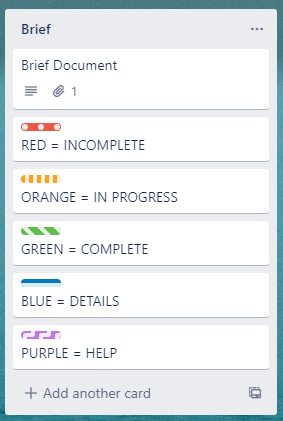 Brief
Brief Document
1
RED = INCOMPLETE
ORANGE = IN PROGRESS
GREEN = COMPLETE
BLUE = DETAILS
PURPLE = HELP
Add another card